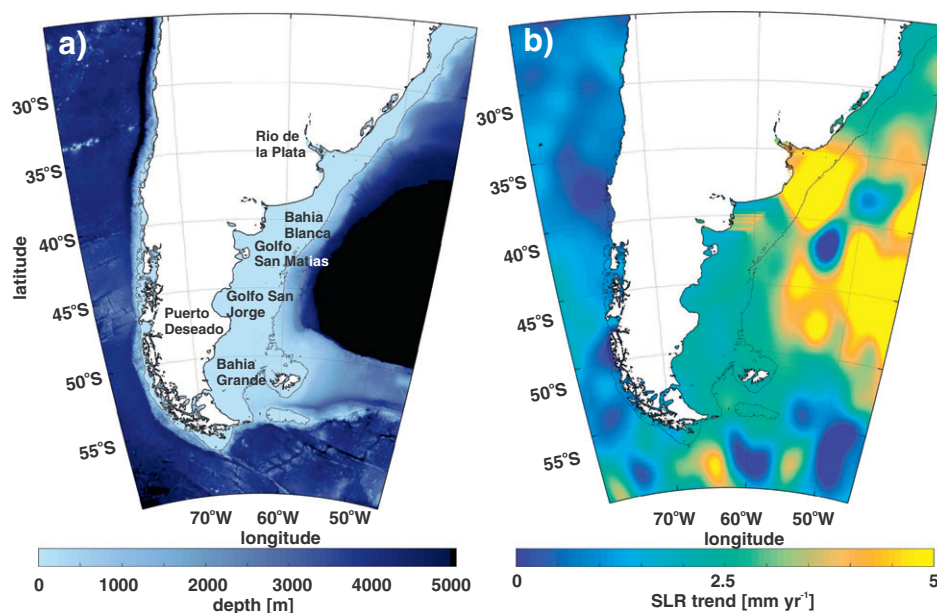 a)
30°S
35°S
40°S
45°S
50°S
55°S
latitude
Rio de
la Plata
Bahia
Blanca
Golfo
San Matias
Golfo San
Jorge
Puerto
Deseado
Bahia
Grande
70°W 60°W 50°W
longitude
0 1000 2000 3000 4000 5000
depth [m]
b)
30°S
35°S
40°S
45°S
50°S
55°S
70°W 60°W 50°W
longitude
0 2.5 5
SLR trend [mm yr⁻¹]